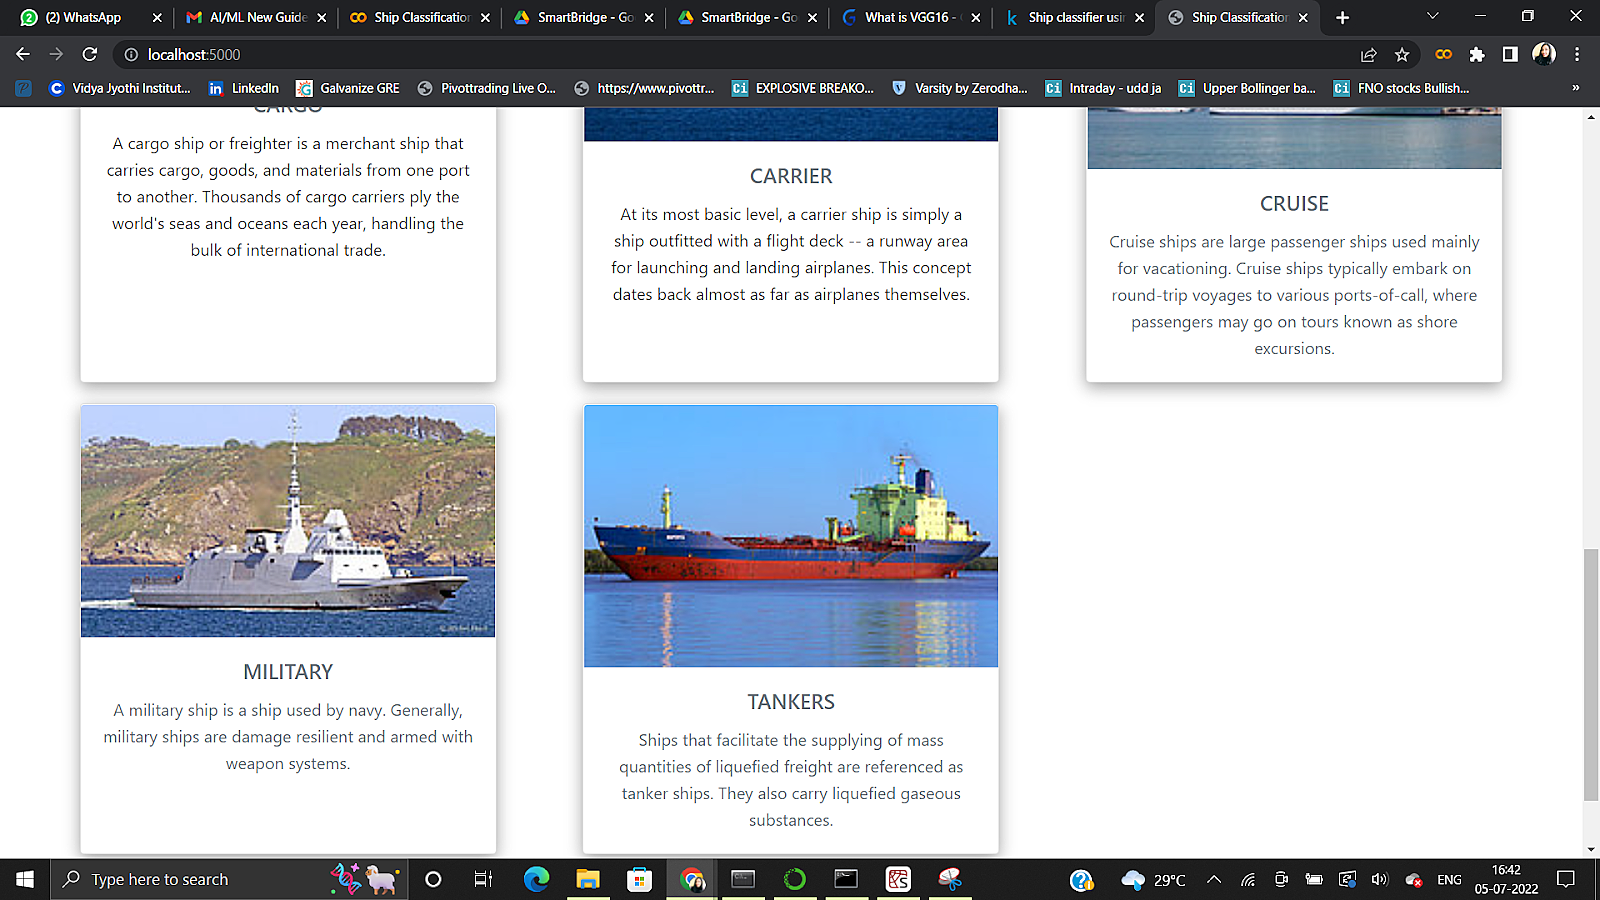 (2) WhatsApp
AI/ML New Guide
Ship Classification
SmartBridge - Go
SmartBridge - Go
What is VGG16 -
Ship classifier usi
Ship Classification
localhost:5000
Vidya Jyothi Institut...
LinkedIn
Galvanize GRE
Pivottrading Live O...
https://www.pivottr...
EXPLOSIVE BREAKO...
Varsity by Zerodha...
Intraday - udd ja
Upper Bollinger ba...
FNO stocks Bullish...
»
CARGO
A cargo ship or freighter is a merchant ship that
carries cargo, goods, and materials from one port
to another. Thousands of cargo carriers ply the
world's seas and oceans each year, handling the
bulk of international trade.
CARRIER
At its most basic level, a carrier ship is simply a
ship outfitted with a flight deck -- a runway area
for launching and landing airplanes. This concept
dates back almost as far as airplanes themselves.
CRUISE
Cruise ships are large passenger ships used mainly
for vacationing. Cruise ships typically embark on
round-trip voyages to various ports-of-call, where
passengers may go on tours known as shore
excursions.
MILITARY
A military ship is a ship used by navy. Generally,
military ships are damage resilient and armed with
weapon systems.
TANKERS
Ships that facilitate the supplying of mass
quantities of liquefied freight are referenced as
tanker ships. They also carry liquefied gaseous
substances.
Type here to search
29°C
ENG
16:42
05-07-2022